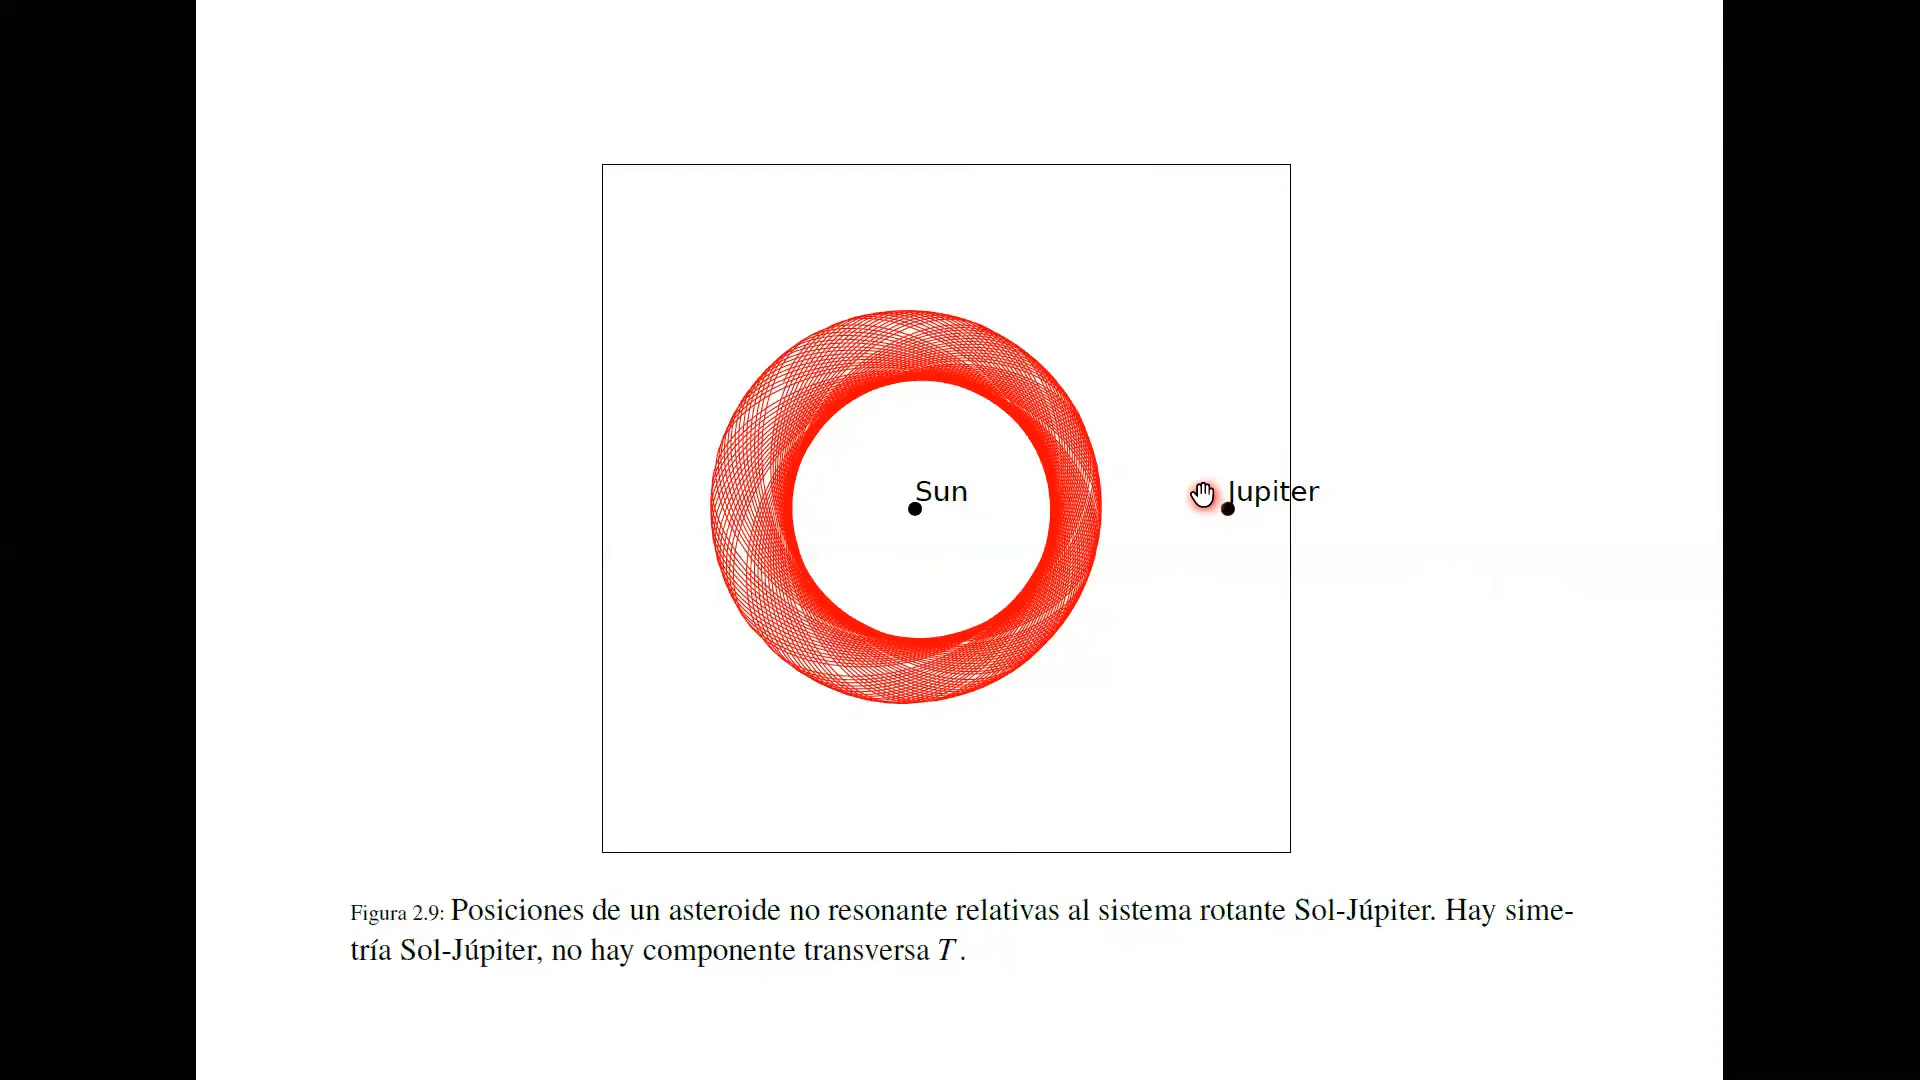 Sun
Jupiter
Figura 2.9: Posiciones de un asteroide no resonante relativas al sistema rotante Sol-Júpiter. Hay sime-
tría Sol-Júpiter, no hay componente transversa T .